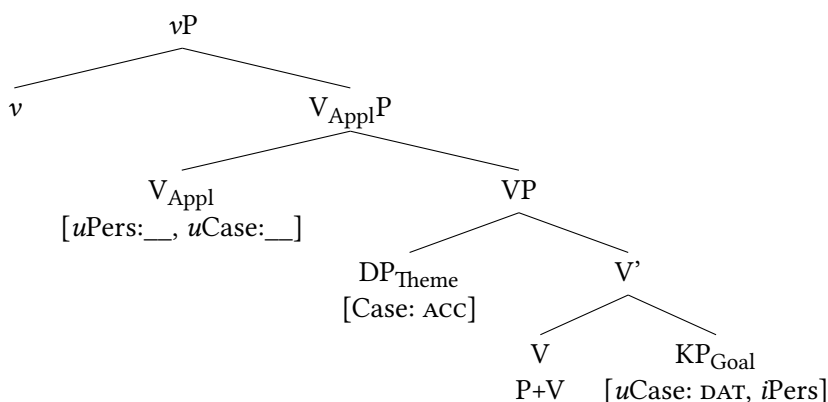 vP
v V_ApplP
V_Appl VP
[uPers:__, uCase:__]
DP_Theme V’
[Case: ACC]
V KP_Goal
P+V [uCase: DAT, iPers]